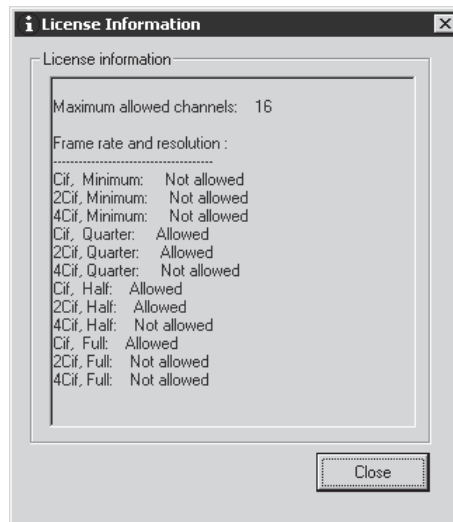 i License Information
License information
Maximum allowed channels: 16
Frame rate and resolution :
------------------------------------
Cif, Minimum: Not allowed
2Cif, Minimum: Not allowed
4Cif, Minimum: Not allowed
Cif, Quarter: Allowed
2Cif, Quarter: Allowed
4Cif, Quarter: Not allowed
Cif, Half: Allowed
2Cif, Half: Allowed
4Cif, Half: Not allowed
Cif, Full: Allowed
2Cif, Full: Not allowed
4Cif, Full: Not allowed
Close